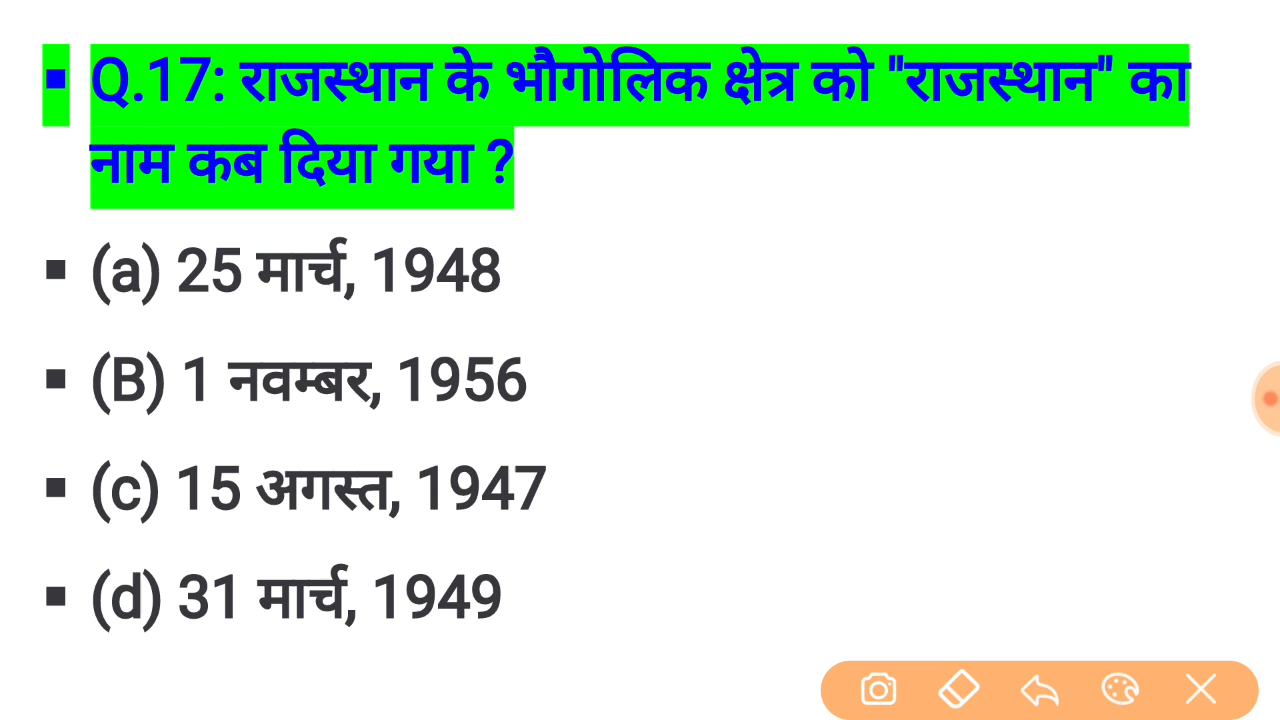 ▪ Q.17: राजस्थान के भौगोलिक क्षेत्र को "राजस्थान" का
नाम कब दिया गया ?
▪ (a) 25 मार्च, 1948
▪ (B) 1 नवम्बर, 1956
▪ (c) 15 अगस्त, 1947
▪ (d) 31 मार्च, 1949